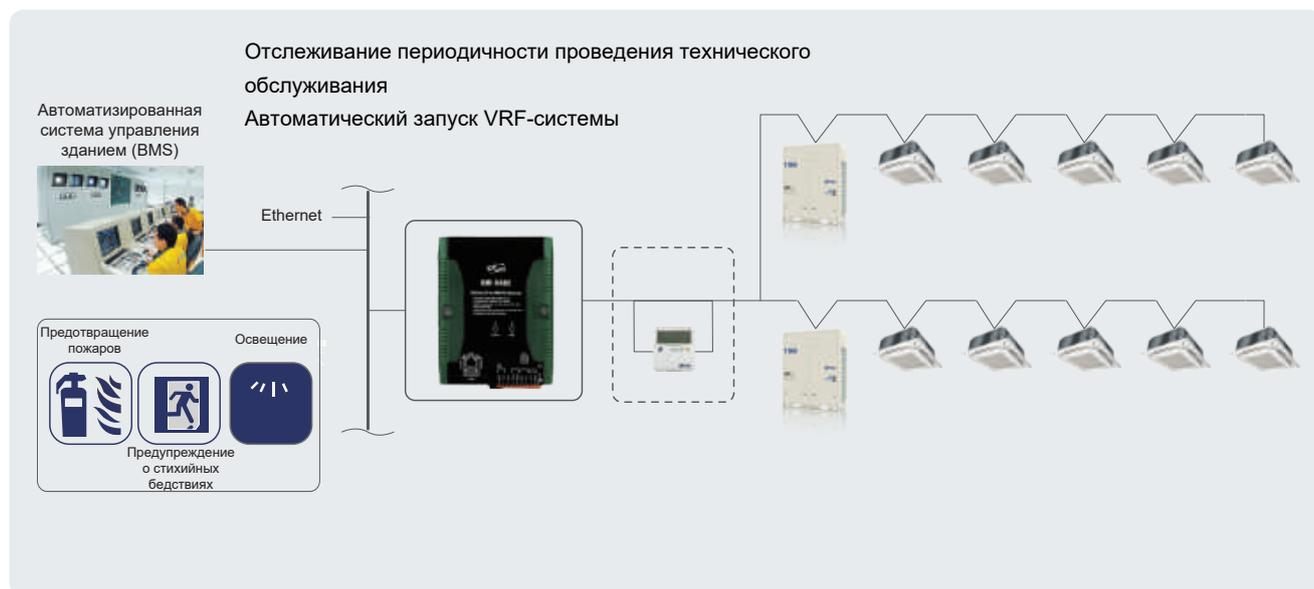 Отслеживание периодичности проведения технического
обслуживания
Автоматический запуск VRF-системы
Автоматизированная
система управления
зданием (BMS)
Ethernet
Предотвращение
пожаров
Освещение
Предупреждение
о стихийных
бедствиях